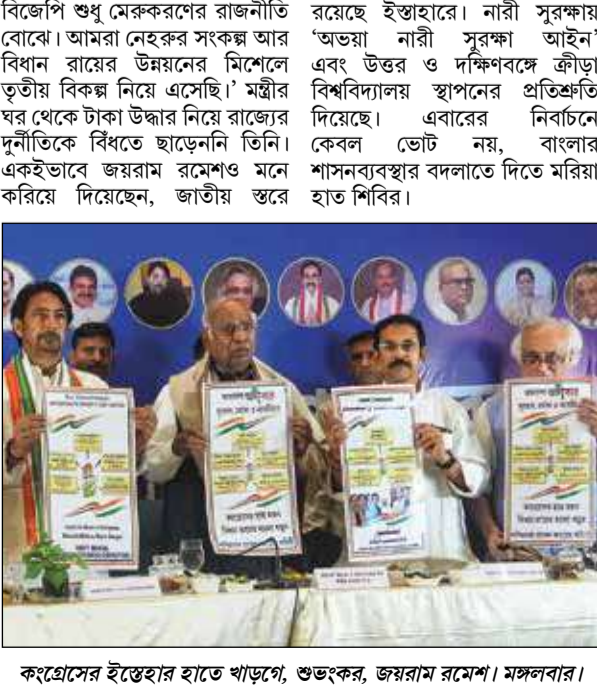 বিজেপি শুধু মেরুকরণের রাজনীতি
বোঝে। আমরা নেহরুর সংকল্প আর
বিধান রায়ের উন্নয়নের মিশেলে
তৃতীয় বিকল্প নিয়ে এসেছি।’ মন্ত্রীর
ঘর থেকে টাকা উদ্ধার নিয়ে রাজ্যের
দুর্নীতিকে বিঁধতে ছাড়েননি তিনি।
একইভাবে জয়রাম রমেশও মনে
করিয়ে দিয়েছেন, জাতীয় স্তরে
রয়েছে ইস্তাহারে। নারী সুরক্ষায়
‘অভয়া নারী সুরক্ষা আইন’
এবং উত্তর ও দক্ষিণবঙ্গে ক্রীড়া
বিশ্ববিদ্যালয় স্থাপনের প্রতিশ্রুতি
দিয়েছে। এবারের নির্বাচনে
কেবল ভোট নয়, বাংলার
শাসনব্যবস্থার বদলাতে দিতে মরিয়া
হাত শিবির।
কংগ্রেসের ইস্তেহার হাতে খাড়গে, শুভংকর, জয়রাম রমেশ। মঙ্গলবার।